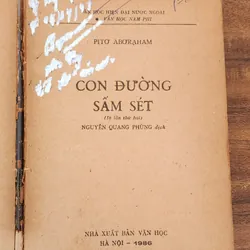 VĂN HỌC HIỆN ĐẠI NƯỚC NGOÀI
VĂN HỌC NAM PHI
PITƠ ABƠRAHAM
CON ĐƯỜNG
SẤM SÉT
(In lần thứ hai)
NGUYỄN QUANG PHÙNG dịch
NHÀ XUẤT BẢN VĂN HỌC
HÀ NỘI - 1986